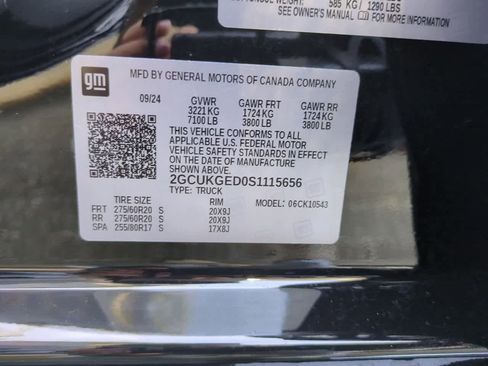 585 KG / 1290 LBS
SEE OWNER'S MANUAL FOR MORE
gm
MFD BY GENERAL MOTORS OF CANADA COMPANY
09/24 GVWR GAWR FRT GAWR RR
3221 KG 1724 KG 1724 KG
7100 LB 3800 LB 3800 LB
THIS VEHICLE CONFORMS TO ALL
APPLICABLE U.S. FEDERAL MOTOR
VEHICLE SAFETY STANDARDS IN EFFECT
ON THE DATE OF MANUFACTURE SHOWN ABOVE.
2GCUKGED0S1115656
TYPE: TRUCK MODEL: 06CK10543
TIRE SIZE RIM
FRT 275/60R20 S 20X9J
RR 275/60R20 S 20X9J
SPA 255/80R17 S 17X8J